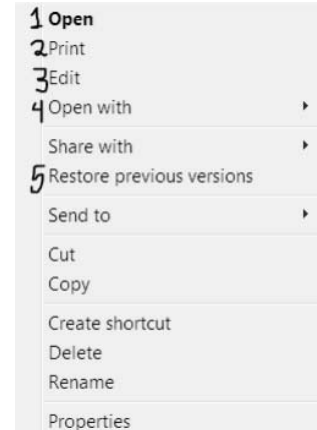 1 Open
2 Print
3 Edit
4 Open with
Share with
5 Restore previous versions
Send to
Cut
Copy
Create shortcut
Delete
Rename
Properties